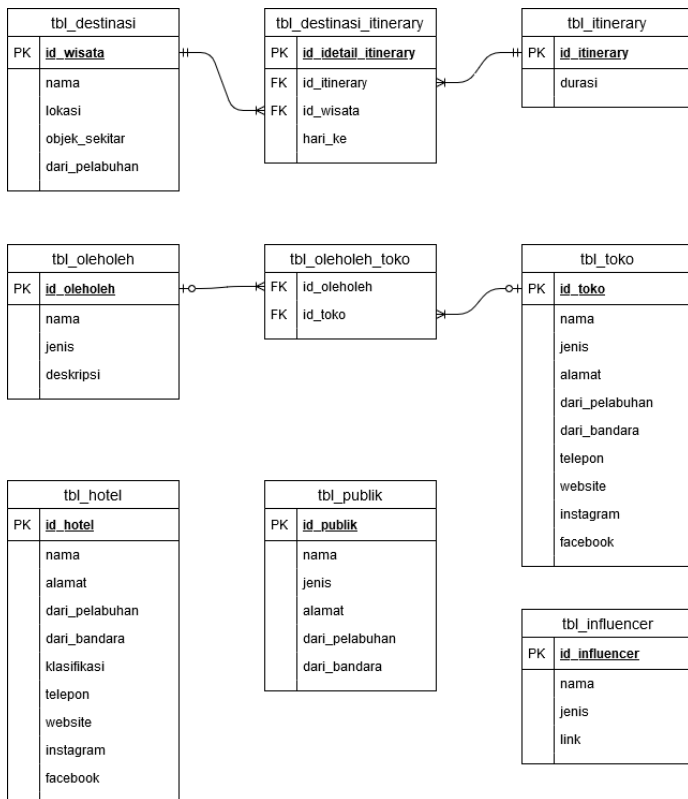 tbl_destinasi
PK id_wisata
nama
lokasi
objek_sekitar
dari_pelabuhan
tbl_destinasi_itinerary
PK id_idetail_itinerary
FK id_itinerary
FK id_wisata
hari_ke
tbl_itinerary
PK id_itinerary
durasi
tbl_oleholeh
PK id_oleholeh
nama
jenis
deskripsi
tbl_oleholeh_toko
FK id_oleholeh
FK id_toko
tbl_toko
PK id_toko
nama
jenis
alamat
dari_pelabuhan
dari_bandara
telepon
website
instagram
facebook
tbl_hotel
PK id_hotel
nama
alamat
dari_pelabuhan
dari_bandara
klasifikasi
telepon
website
instagram
facebook
tbl_publik
PK id_publik
nama
jenis
alamat
dari_pelabuhan
dari_bandara
tbl_influencer
PK id_influencer
nama
jenis
link